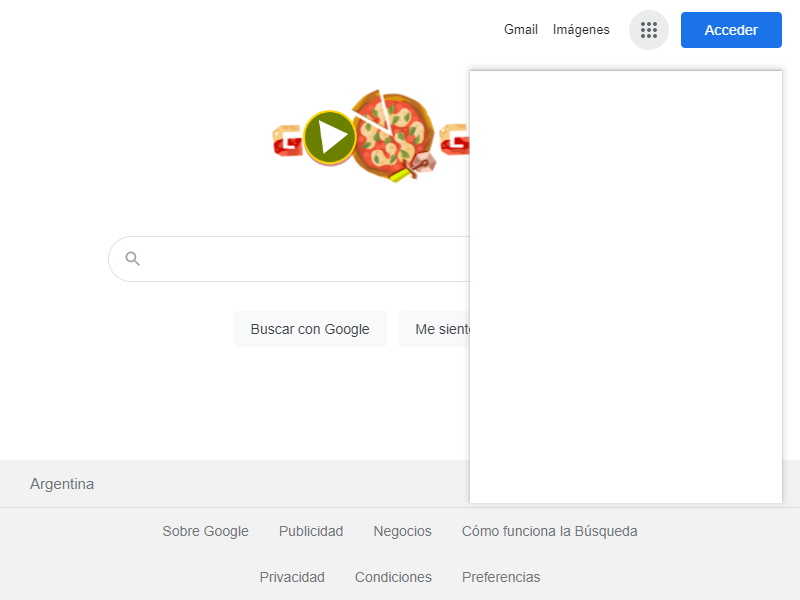 Gmail Imágenes Acceder
G G
Buscar con Google Me siento
Argentina
Sobre Google Publicidad Negocios Cómo funciona la Búsqueda
Privacidad Condiciones Preferencias